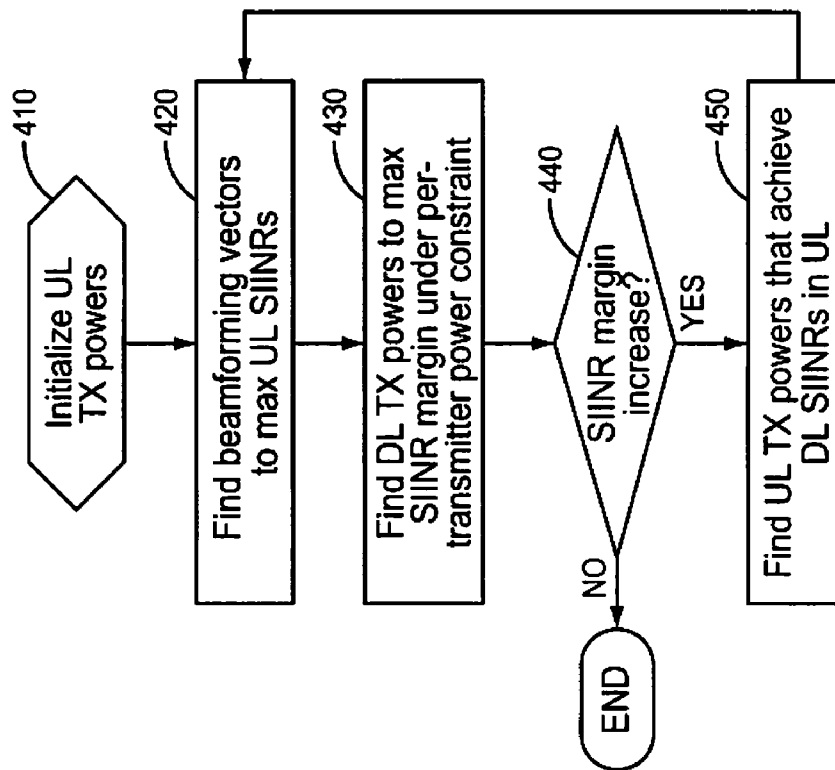 410
Initialize UL
TX powers
420
Find beamforming vectors
to max UL SIINRs
430
Find DL TX powers to max
SIINR margin under per-
transmitter power constraint
440
SIINR margin
increase?
NO
END
YES
450
Find UL TX powers that achieve
DL SIINRs in UL